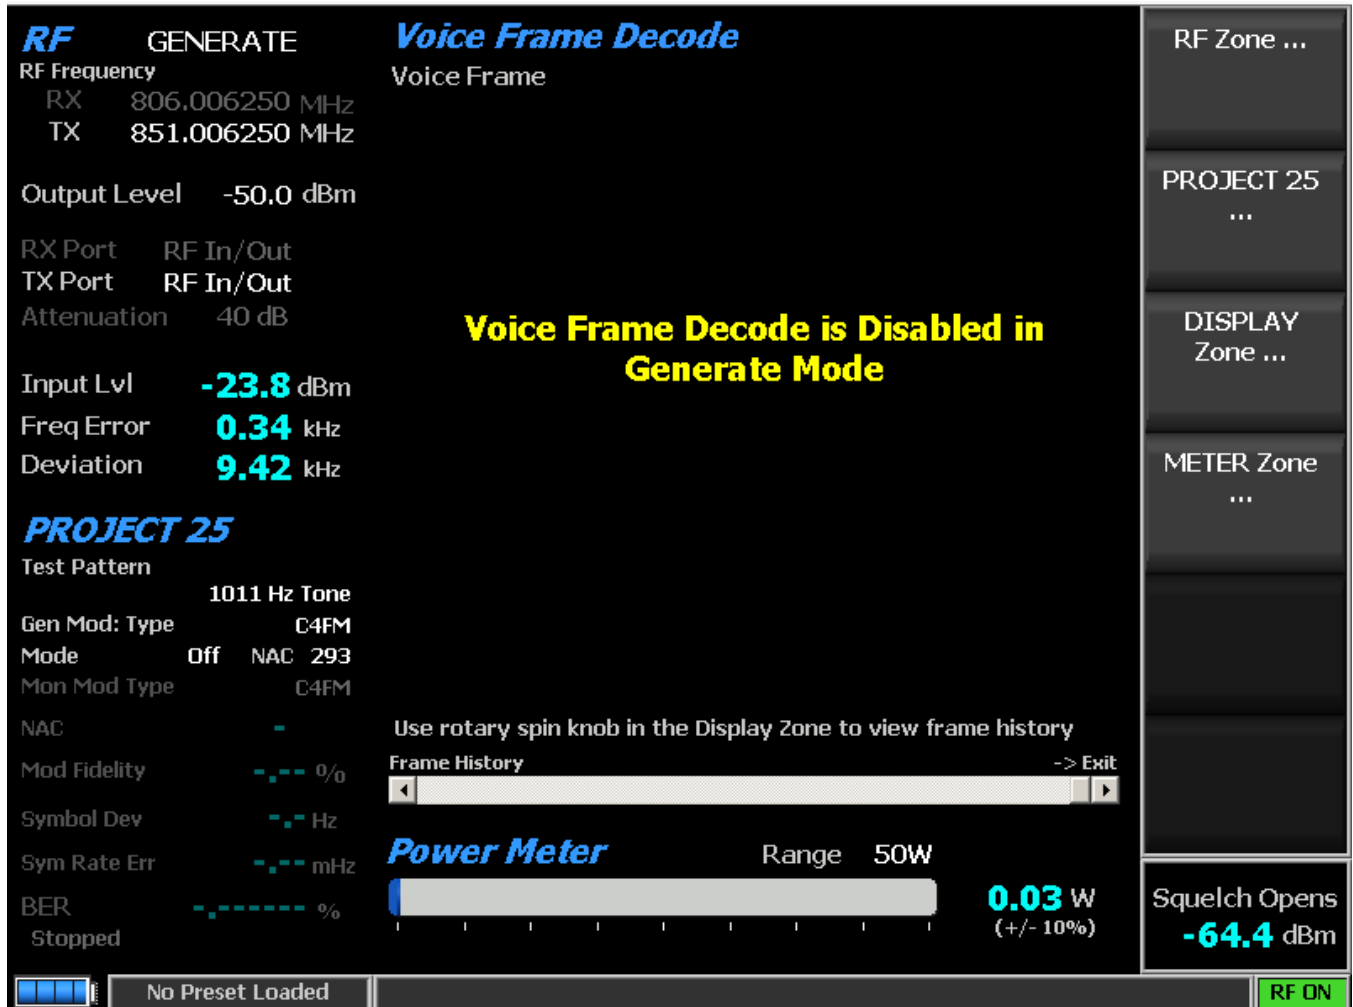 RF GENERATE
RF Frequency
RX 806.006250 MHz
TX 851.006250 MHz
Output Level -50.0 dBm
RX Port RF In/Out
TX Port RF In/Out
Attenuation 40 dB
Input Lvl -23.8 dBm
Freq Error 0.34 kHz
Deviation 9.42 kHz
PROJECT 25
Test Pattern
1011 Hz Tone
Gen Mod: Type C4FM
Mode Off NAC 293
Mon Mod Type C4FM
NAC -
Mod Fidelity -.-- %
Symbol Dev -.- Hz
Sym Rate Err -.-- mHz
BER -.------ %
Stopped
Voice Frame Decode
Voice Frame
Voice Frame Decode is Disabled in
Generate Mode
Use rotary spin knob in the Display Zone to view frame history
Frame History -> Exit
Power Meter Range 50W
0.03 W
(+/- 10%)
RF Zone ...
PROJECT 25
...
DISPLAY
Zone ...
METER Zone
...
Squelch Opens
-64.4 dBm
No Preset Loaded
RF ON